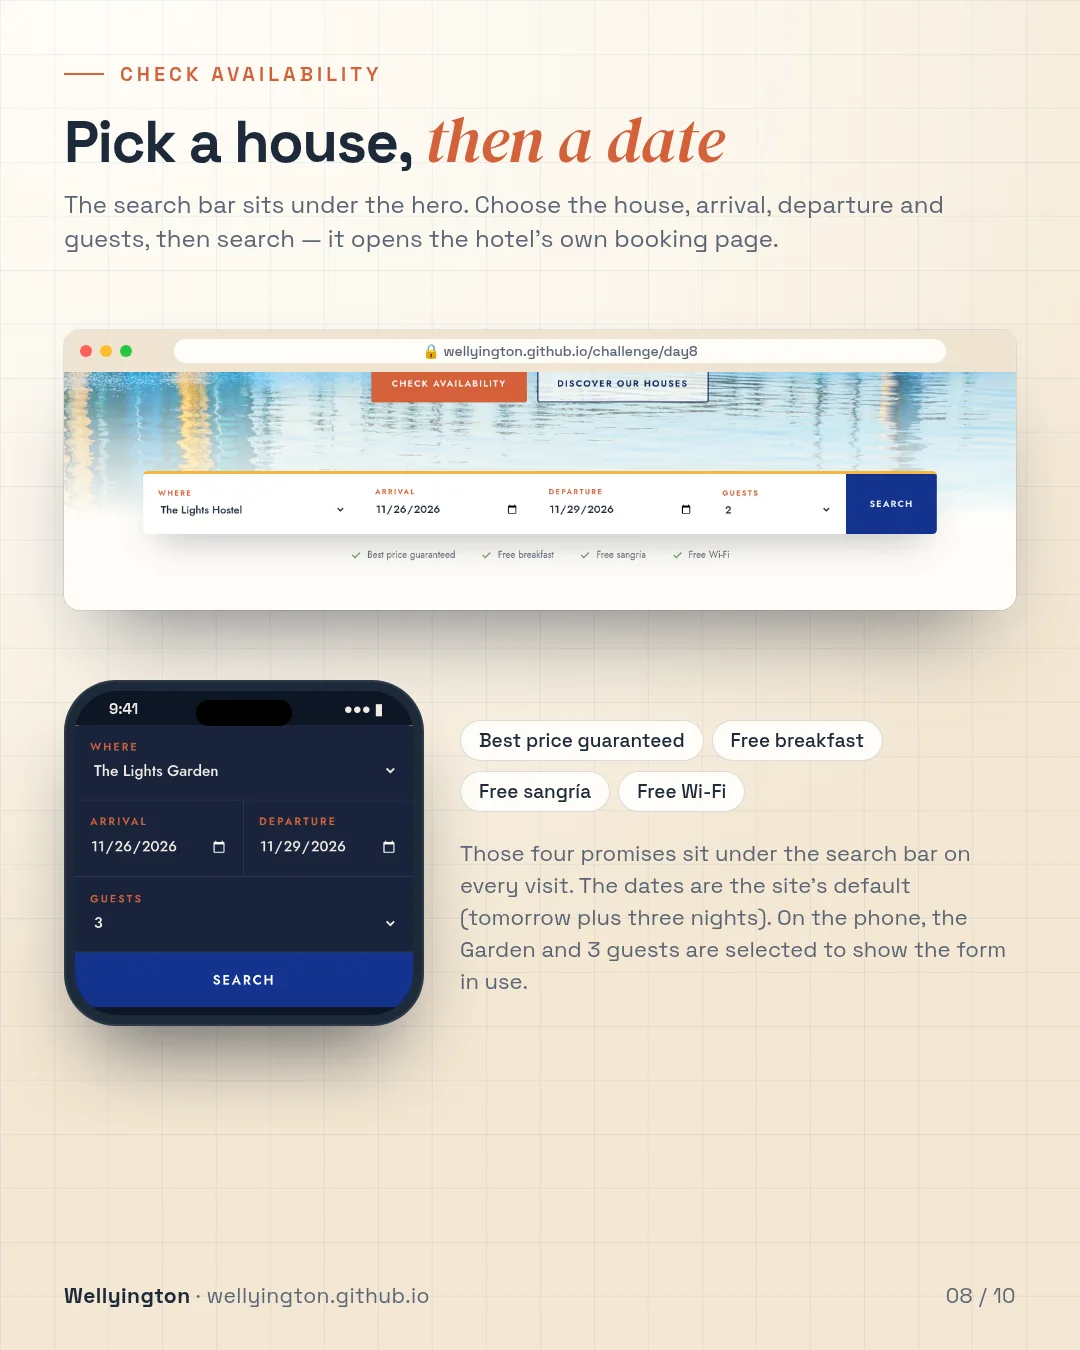 CHECK AVAILABILITY
Pick a house, then a date
The search bar sits under the hero. Choose the house, arrival, departure and
guests, then search — it opens the hotel's own booking page.
wellyington.github.io/challenge/day8
CHECK AVAILABILITY
DISCOVER OUR HOUSES
WHERE
The Lights Hostel
ARRIVAL
11/26/2026
DEPARTURE
11/29/2026
GUESTS
2
SEARCH
Best price guaranteed
Free breakfast
Free sangría
Free Wi-Fi
9:41
WHERE
The Lights Garden
ARRIVAL
11/26/2026
DEPARTURE
11/29/2026
GUESTS
3
SEARCH
Best price guaranteed
Free breakfast
Free sangría
Free Wi-Fi
Those four promises sit under the search bar on
every visit. The dates are the site's default
(tomorrow plus three nights). On the phone, the
Garden and 3 guests are selected to show the form
in use.
Wellyington · wellyington.github.io
08 / 10